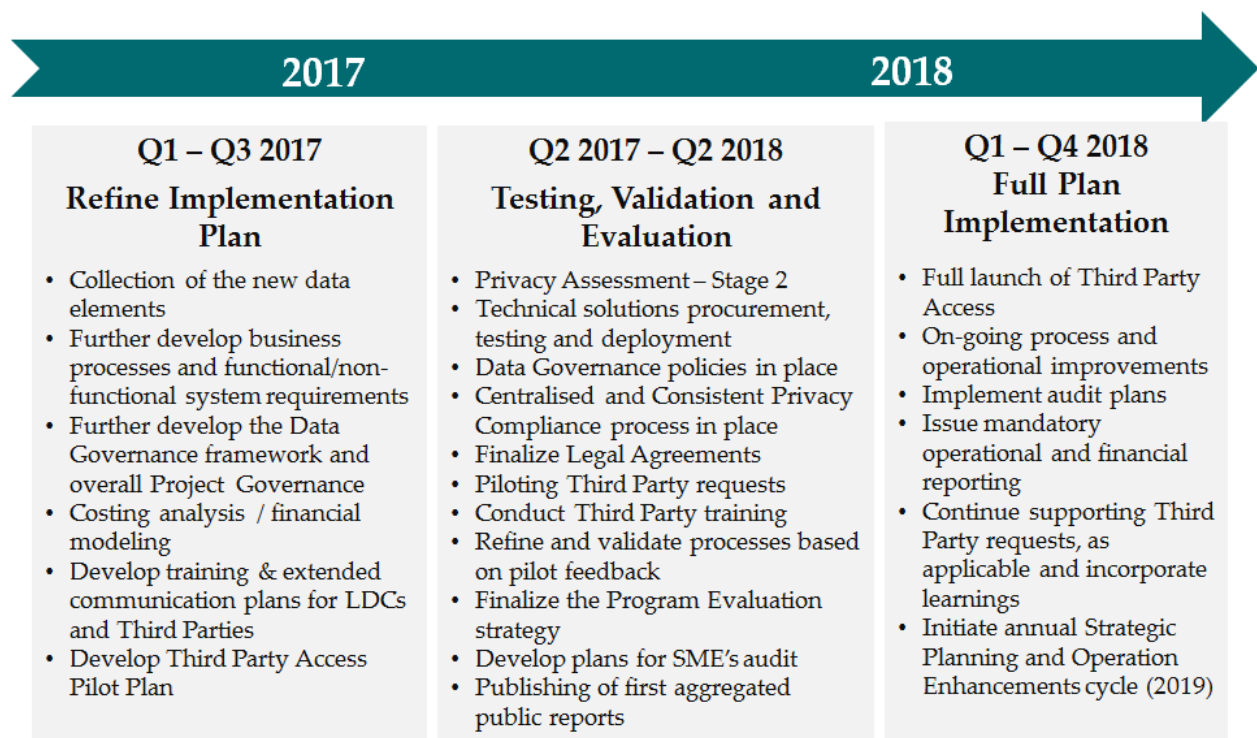 2017
2018
Q1 – Q3 2017
Refine Implementation
Plan
• Collection of the new data
elements
• Further develop business
processes and functional/non-
functional system requirements
• Further develop the Data
Governance framework and
overall Project Governance
• Costing analysis / financial
modeling
• Develop training & extended
communication plans for LDCs
and Third Parties
• Develop Third Party Access
Pilot Plan
Q2 2017 – Q2 2018
Testing, Validation and
Evaluation
• Privacy Assessment – Stage 2
• Technical solutions procurement,
testing and deployment
• Data Governance policies in place
• Centralised and Consistent Privacy
Compliance process in place
• Finalize Legal Agreements
• Piloting Third Party requests
• Conduct Third Party training
• Refine and validate processes based
on pilot feedback
• Finalize the Program Evaluation
strategy
• Develop plans for SME's audit
• Publishing of first aggregated
public reports
Q1 – Q4 2018
Full Plan
Implementation
• Full launch of Third Party
Access
• On-going process and
operational improvements
• Implement audit plans
• Issue mandatory
operational and financial
reporting
• Continue supporting Third
Party requests, as
applicable and incorporate
learnings
• Initiate annual Strategic
Planning and Operation
Enhancements cycle (2019)